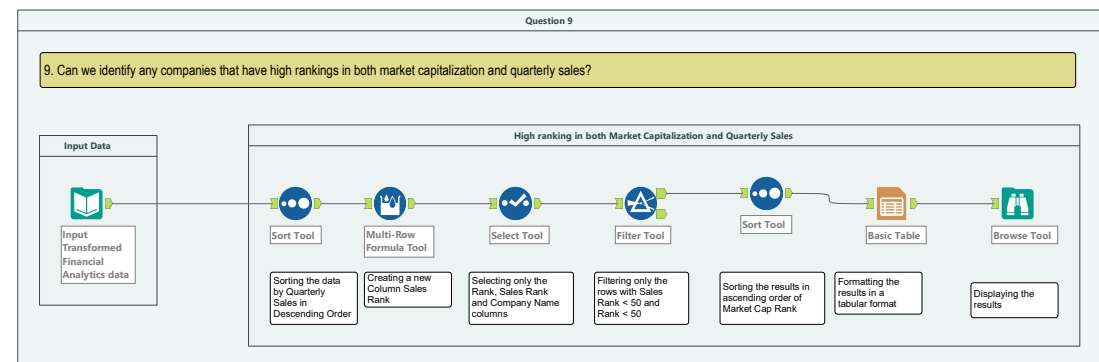 Question 9
9. Can we identify any companies that have high rankings in both market capitalization and quarterly sales?
Input Data
Input
Transformed
Financial
Analytics data
High ranking in both Market Capitalization and Quarterly Sales
Sort Tool
Multi-Row
Formula Tool
Select Tool
Filter Tool
Sort Tool
Basic Table
Browse Tool
Sorting the data
by Quarterly
Sales in
Descending Order
Creating a new
Column Sales
Rank
Selecting only the
Rank, Sales Rank
and Company Name
columns
Filtering only the
rows with Sales
Rank < 50 and
Rank < 50
Sorting the results in
ascending order of
Market Cap Rank
Formatting the
results in a
tabular format
Displaying the
results